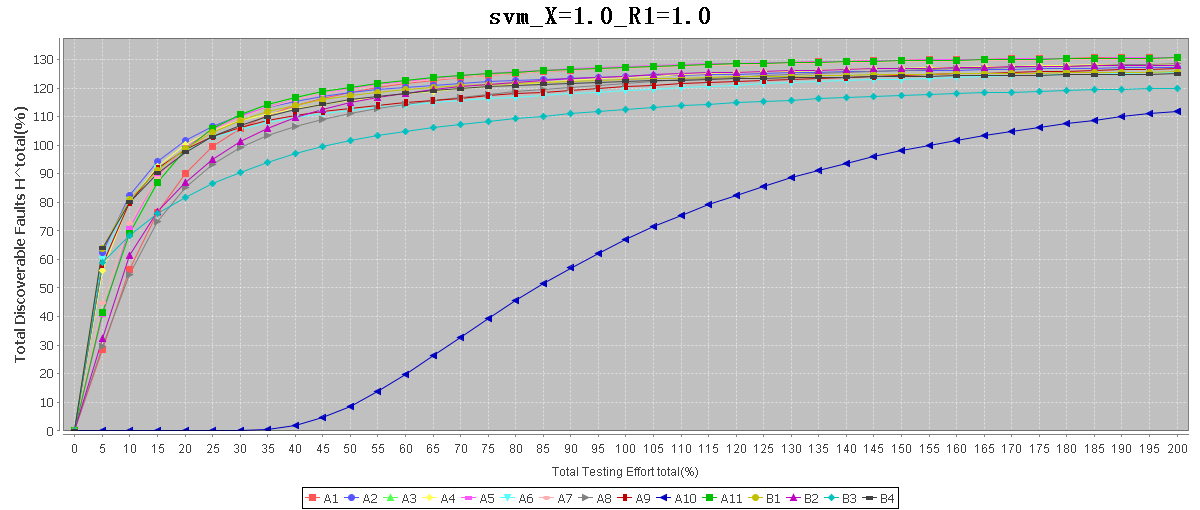 svm_X=1.0_R1=1.0
Total Discoverable Faults H^total(%)
130
120
110
100
90
80
70
60
50
40
30
20
10
0
0 5 10 15 20 25 30 35 40 45 50 55 60 65 70 75 80 85 90 95 100 105 110 115 120 125 130 135 140 145 150 155 160 165 170 175 180 185 190 195 200
Total Testing Effort total(%)
A1 A2 A3 A4 A5 A6 A7 A8 A9 A10 A11 B1 B2 B3 B4